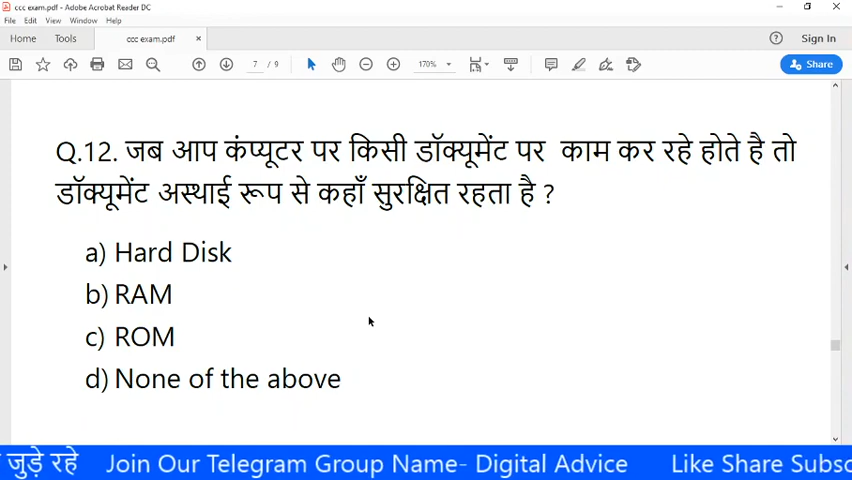 ccc exam.pdf - Adobe Acrobat Reader DC
File Edit View Window Help
Home Tools ccc exam.pdf × Sign In
7 / 9 170% Share
Q.12. जब आप कंप्यूटर पर किसी डॉक्यूमेंट पर काम कर रहे होते है तो
डॉक्यूमेंट अस्थाई रूप से कहाँ सुरक्षित रहता है ?
a) Hard Disk
b) RAM
c) ROM
d) None of the above
जुड़े रहे Join Our Telegram Group Name- Digital Advice Like Share Subsc